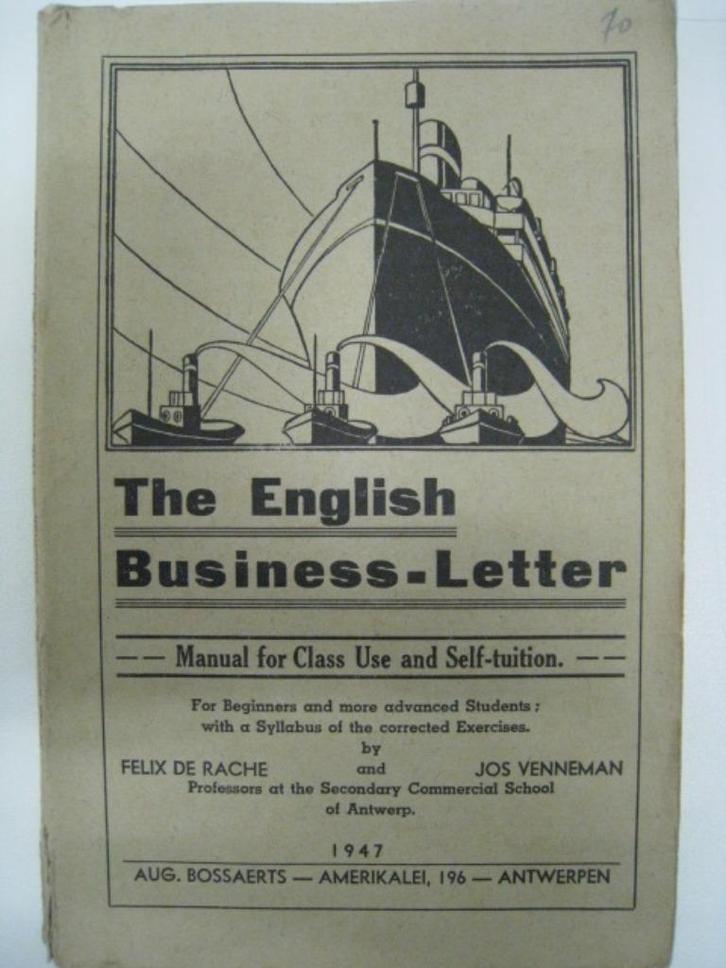 70
The English
Business-Letter
—— Manual for Class Use and Self-tuition. ——
For Beginners and more advanced Students;
with a Syllabus of the corrected Exercises.
by
FELIX DE RACHE and JOS VENNEMAN
Professors at the Secondary Commercial School
of Antwerp.
1947
AUG. BOSSAERTS — AMERIKALEI, 196 — ANTWERPEN